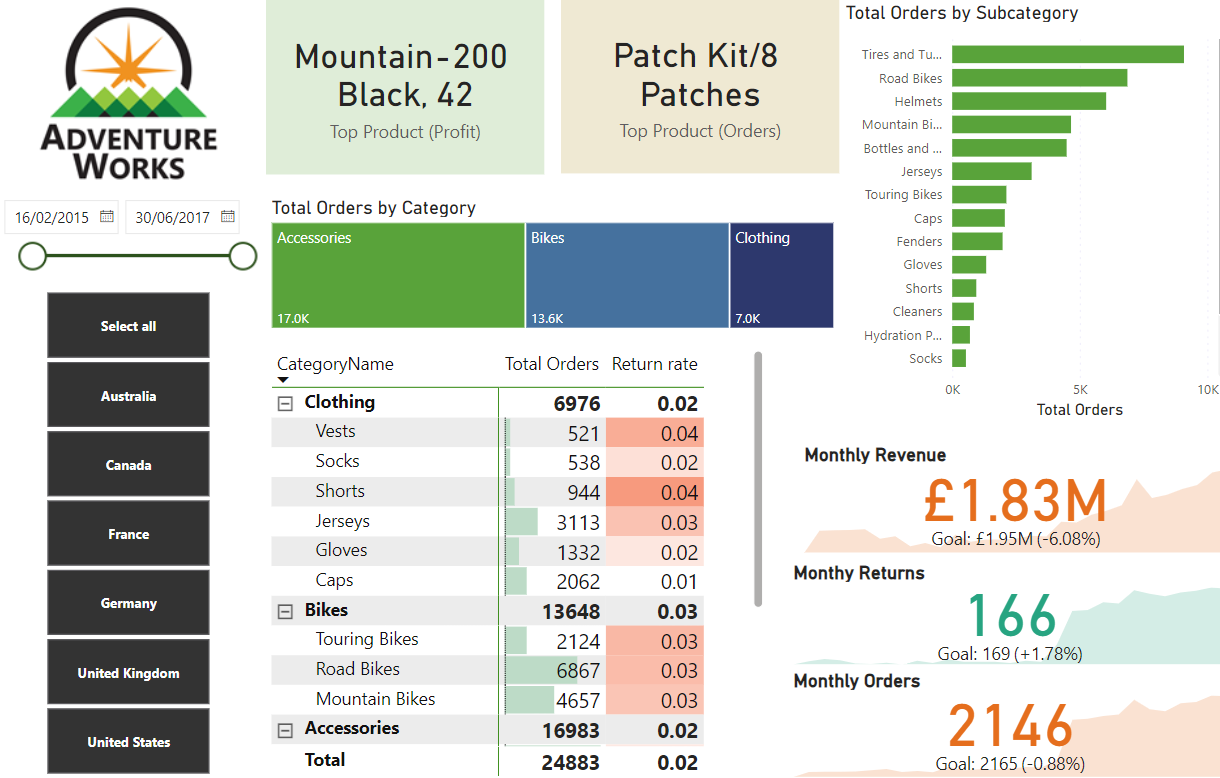 ADVENTURE
WORKS
16/02/2015
30/06/2017
Select all
Australia
Canada
France
Germany
United Kingdom
United States
Mountain-200
Black, 42
Top Product (Profit)
Patch Kit/8
Patches
Top Product (Orders)
Total Orders by Category
Accessories
17.0K
Bikes
13.6K
Clothing
7.0K
CategoryName Total Orders Return rate
Clothing 6976 0.02
Vests 521 0.04
Socks 538 0.02
Shorts 944 0.04
Jerseys 3113 0.03
Gloves 1332 0.02
Caps 2062 0.01
Bikes 13648 0.03
Touring Bikes 2124 0.03
Road Bikes 6867 0.03
Mountain Bikes 4657 0.03
Accessories 16983 0.02
Total 24883 0.02
Total Orders by Subcategory
Tires and Tu...
Road Bikes
Helmets
Mountain Bi...
Bottles and ...
Jerseys
Touring Bikes
Caps
Fenders
Gloves
Shorts
Cleaners
Hydration P...
Socks
0K 5K 10K
Total Orders
Monthly Revenue
£1.83M
Goal: £1.95M (-6.08%)
Monthy Returns
166
Goal: 169 (+1.78%)
Monthly Orders
2146
Goal: 2165 (-0.88%)